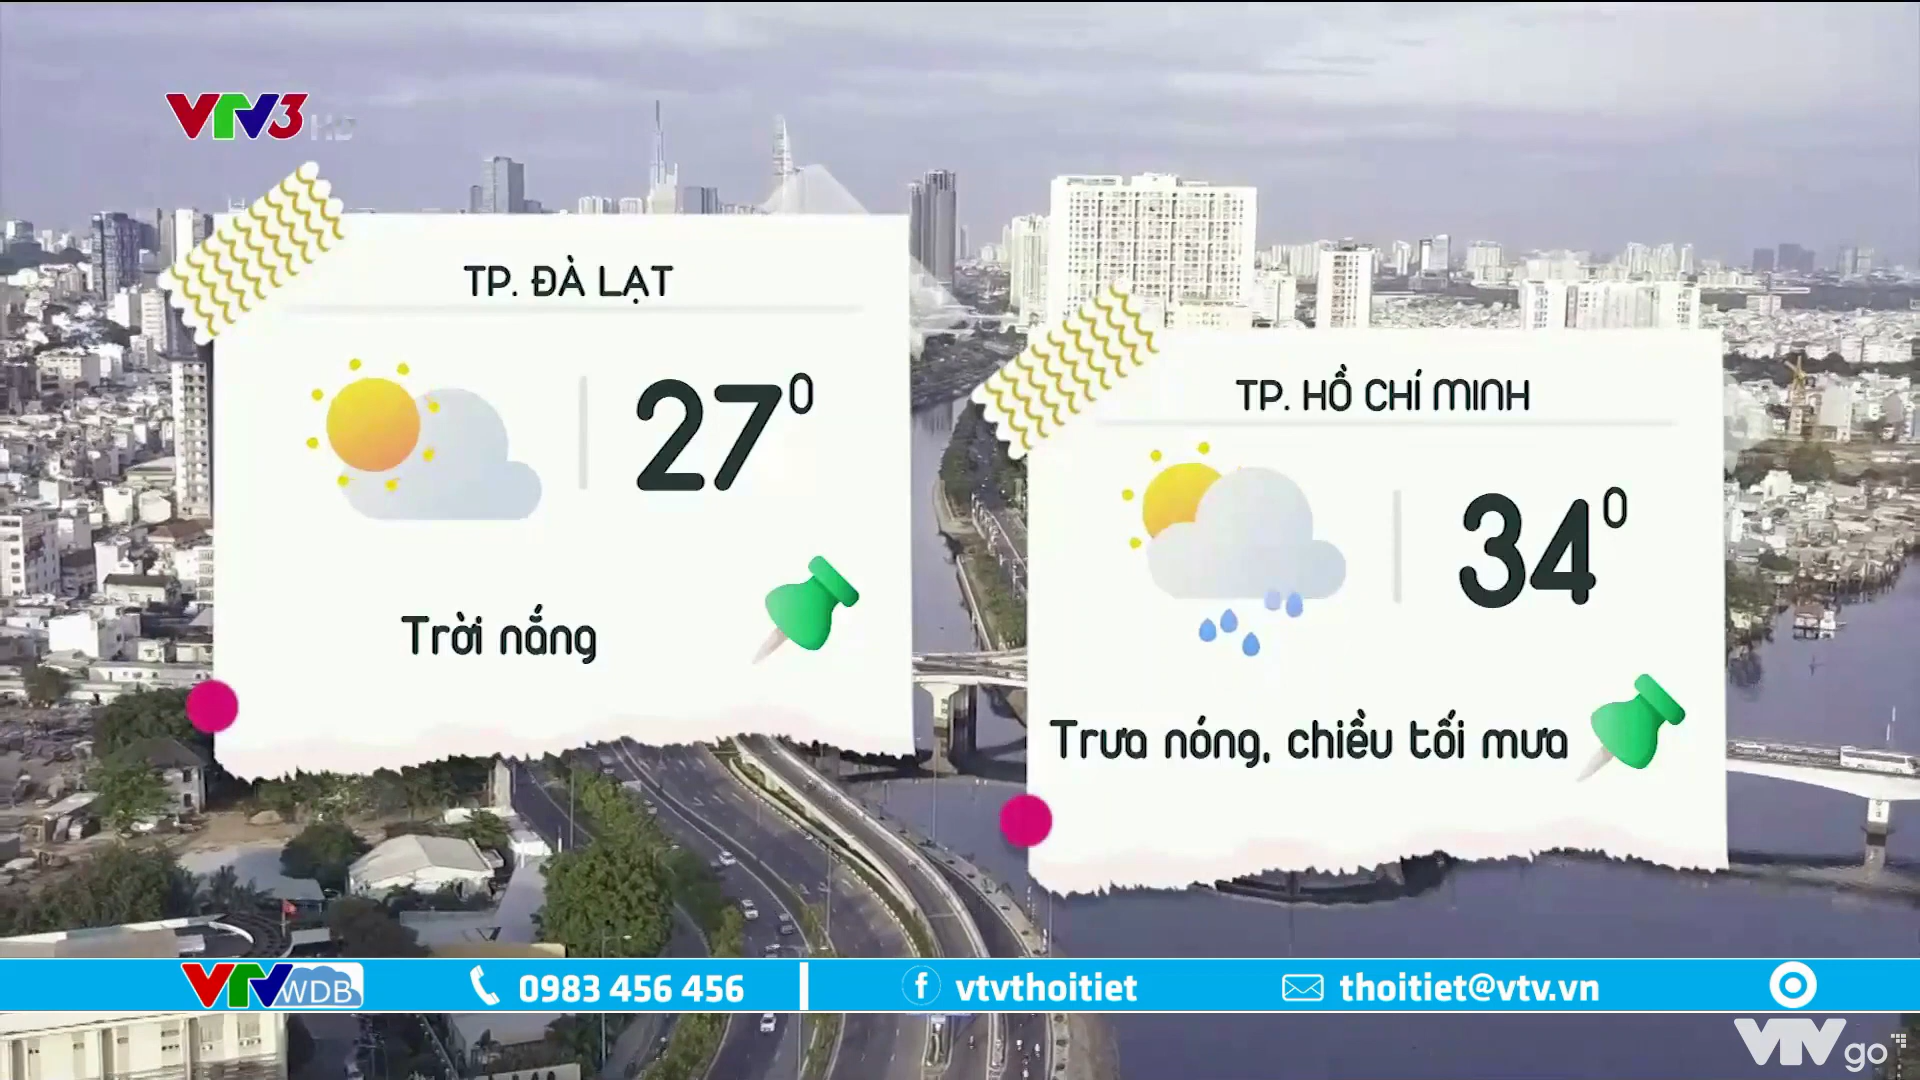 VTV3 HD
TP. ĐÀ LẠT
27⁰
Trời nắng
TP. HỒ CHÍ MINH
34⁰
Trưa nóng, chiều tối mưa
VTV WDB 0983 456 456 vtvthoitiet thoitiet@vtv.vn
VTV go